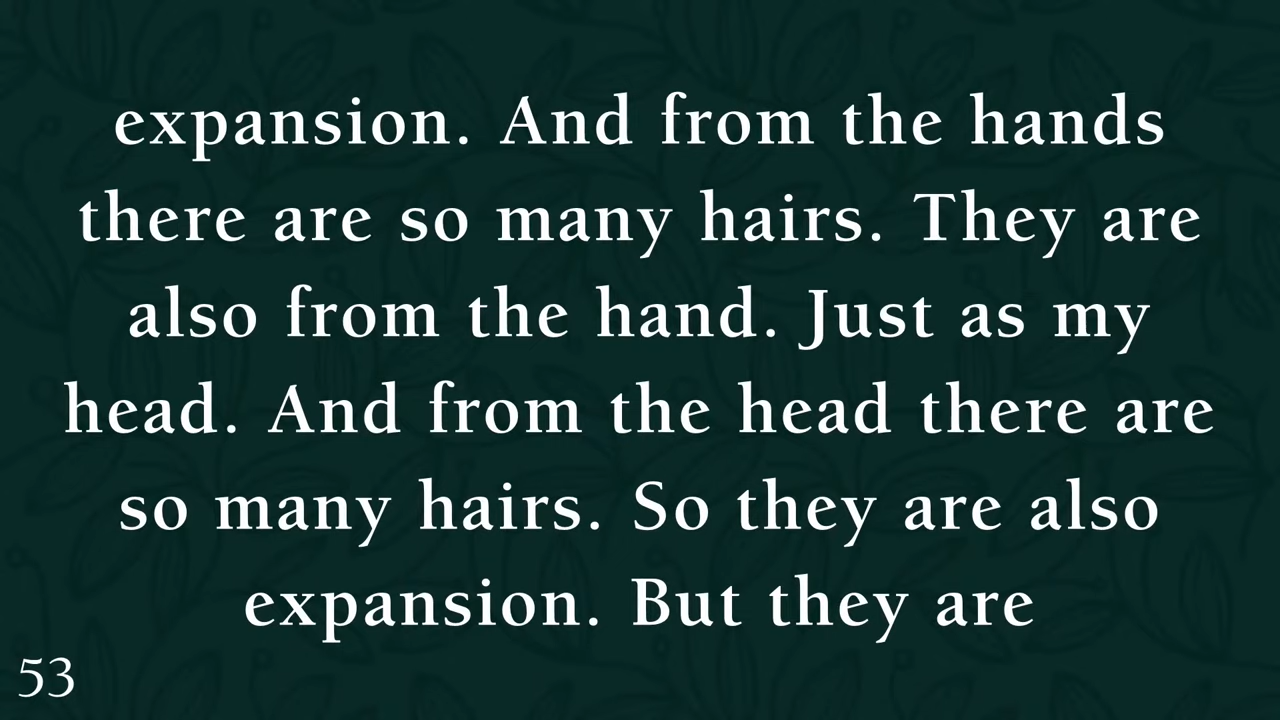 expansion. And from the hands
there are so many hairs. They are
also from the hand. Just as my
head. And from the head there are
so many hairs. So they are also
expansion. But they are
53